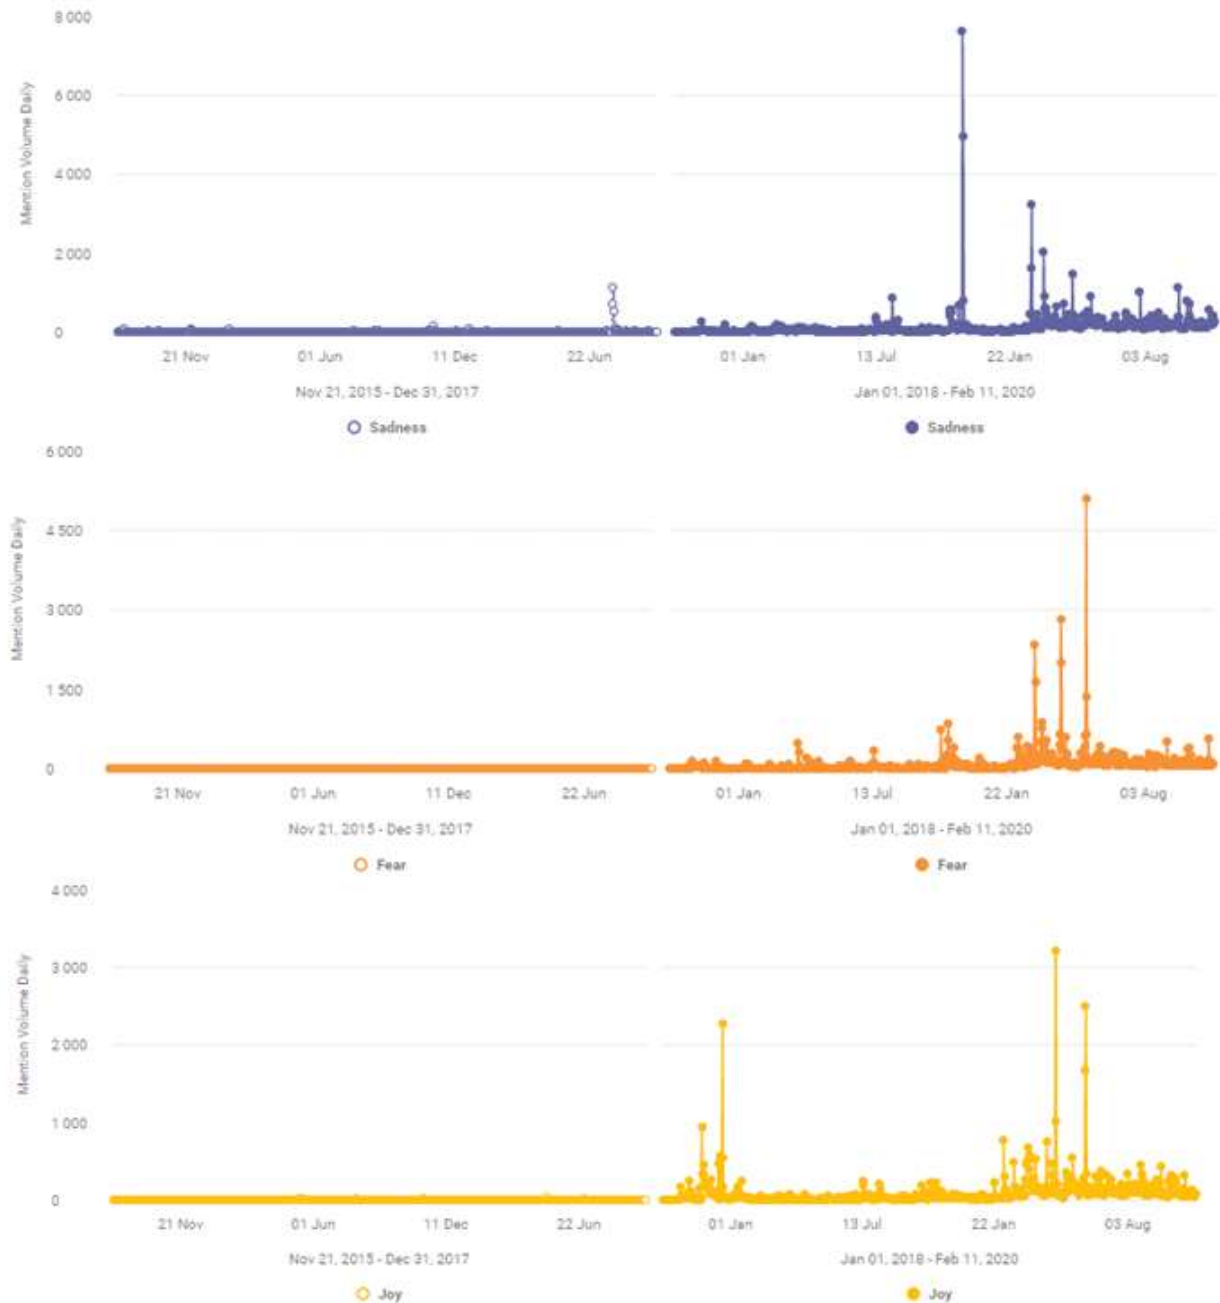 8 000
6 000
4 000
2 000
0
Mention Volume Daily
21 Nov 01 Jun 11 Dec 22 Jun 01 Jan 13 Jul 22 Jan 03 Aug
Nov 21, 2015 - Dec 31, 2017 Jan 01, 2018 - Feb 11, 2020
Sadness Sadness
6 000
4 500
3 000
1 500
0
Mention Volume Daily
21 Nov 01 Jun 11 Dec 22 Jun 01 Jan 13 Jul 22 Jan 03 Aug
Nov 21, 2015 - Dec 31, 2017 Jan 01, 2018 - Feb 11, 2020
Fear Fear
4 000
3 000
2 000
1 000
0
Mention Volume Daily
21 Nov 01 Jun 11 Dec 22 Jun 01 Jan 13 Jul 22 Jan 03 Aug
Nov 21, 2015 - Dec 31, 2017 Jan 01, 2018 - Feb 11, 2020
Joy Joy